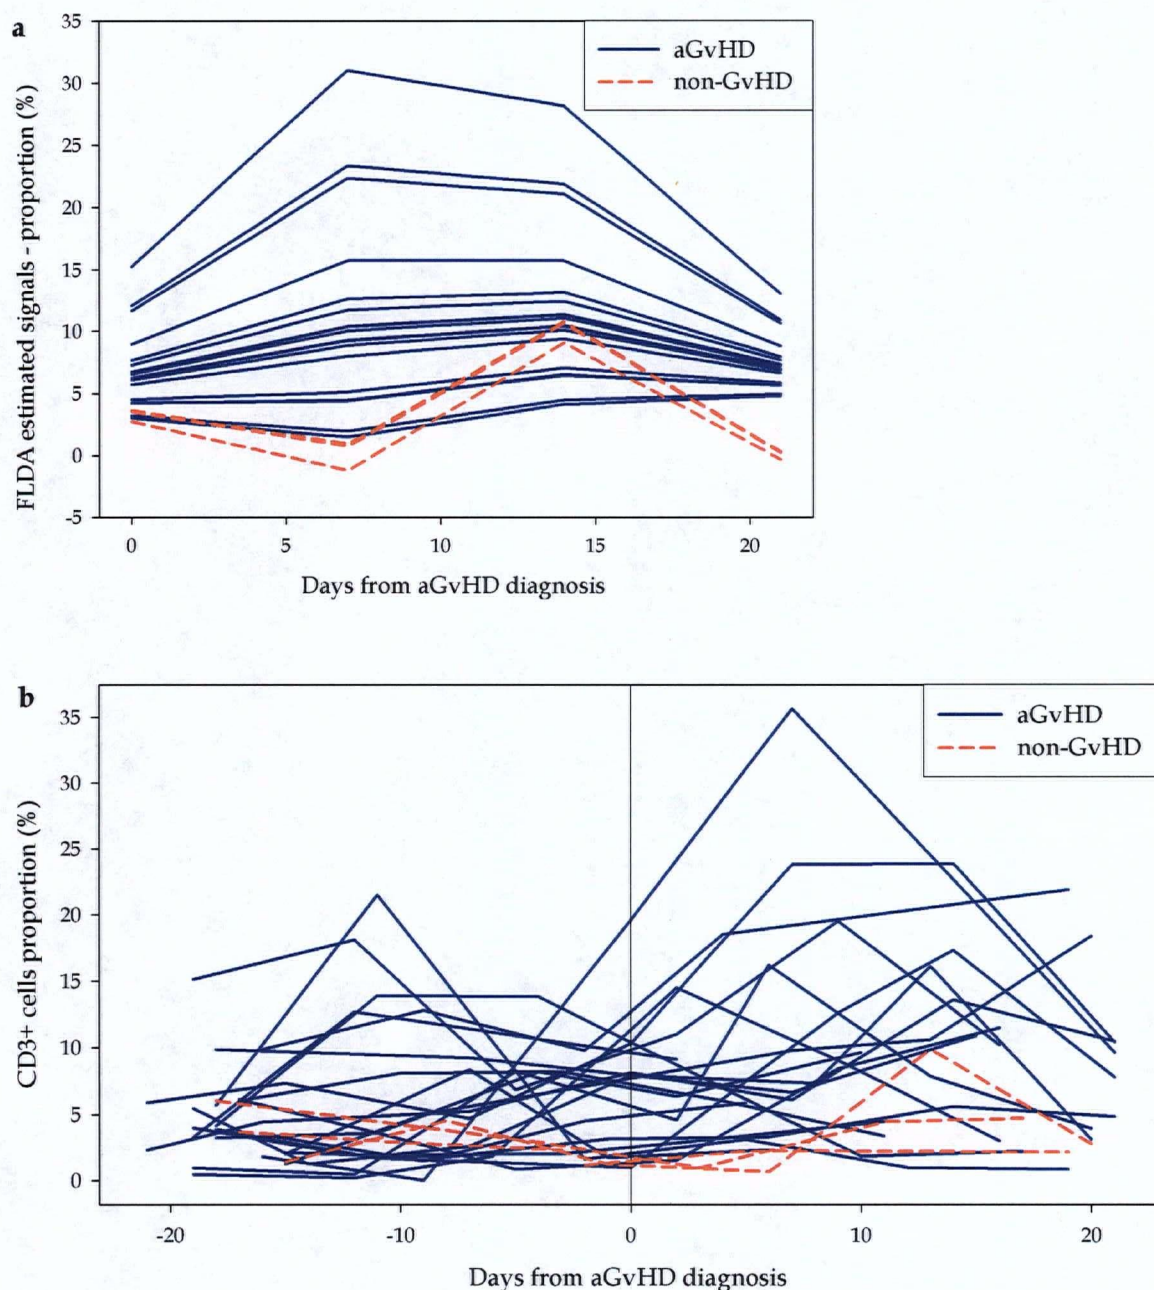 a
FLDA estimated signals - proportion (%)
35
30
25
20
15
10
5
0
-5
aGvHD
non-GvHD
0 5 10 15 20
Days from aGvHD diagnosis
b
CD3+ cells proportion (%)
35
30
25
20
15
10
5
0
aGvHD
non-GvHD
-20 -10 0 10 20
Days from aGvHD diagnosis